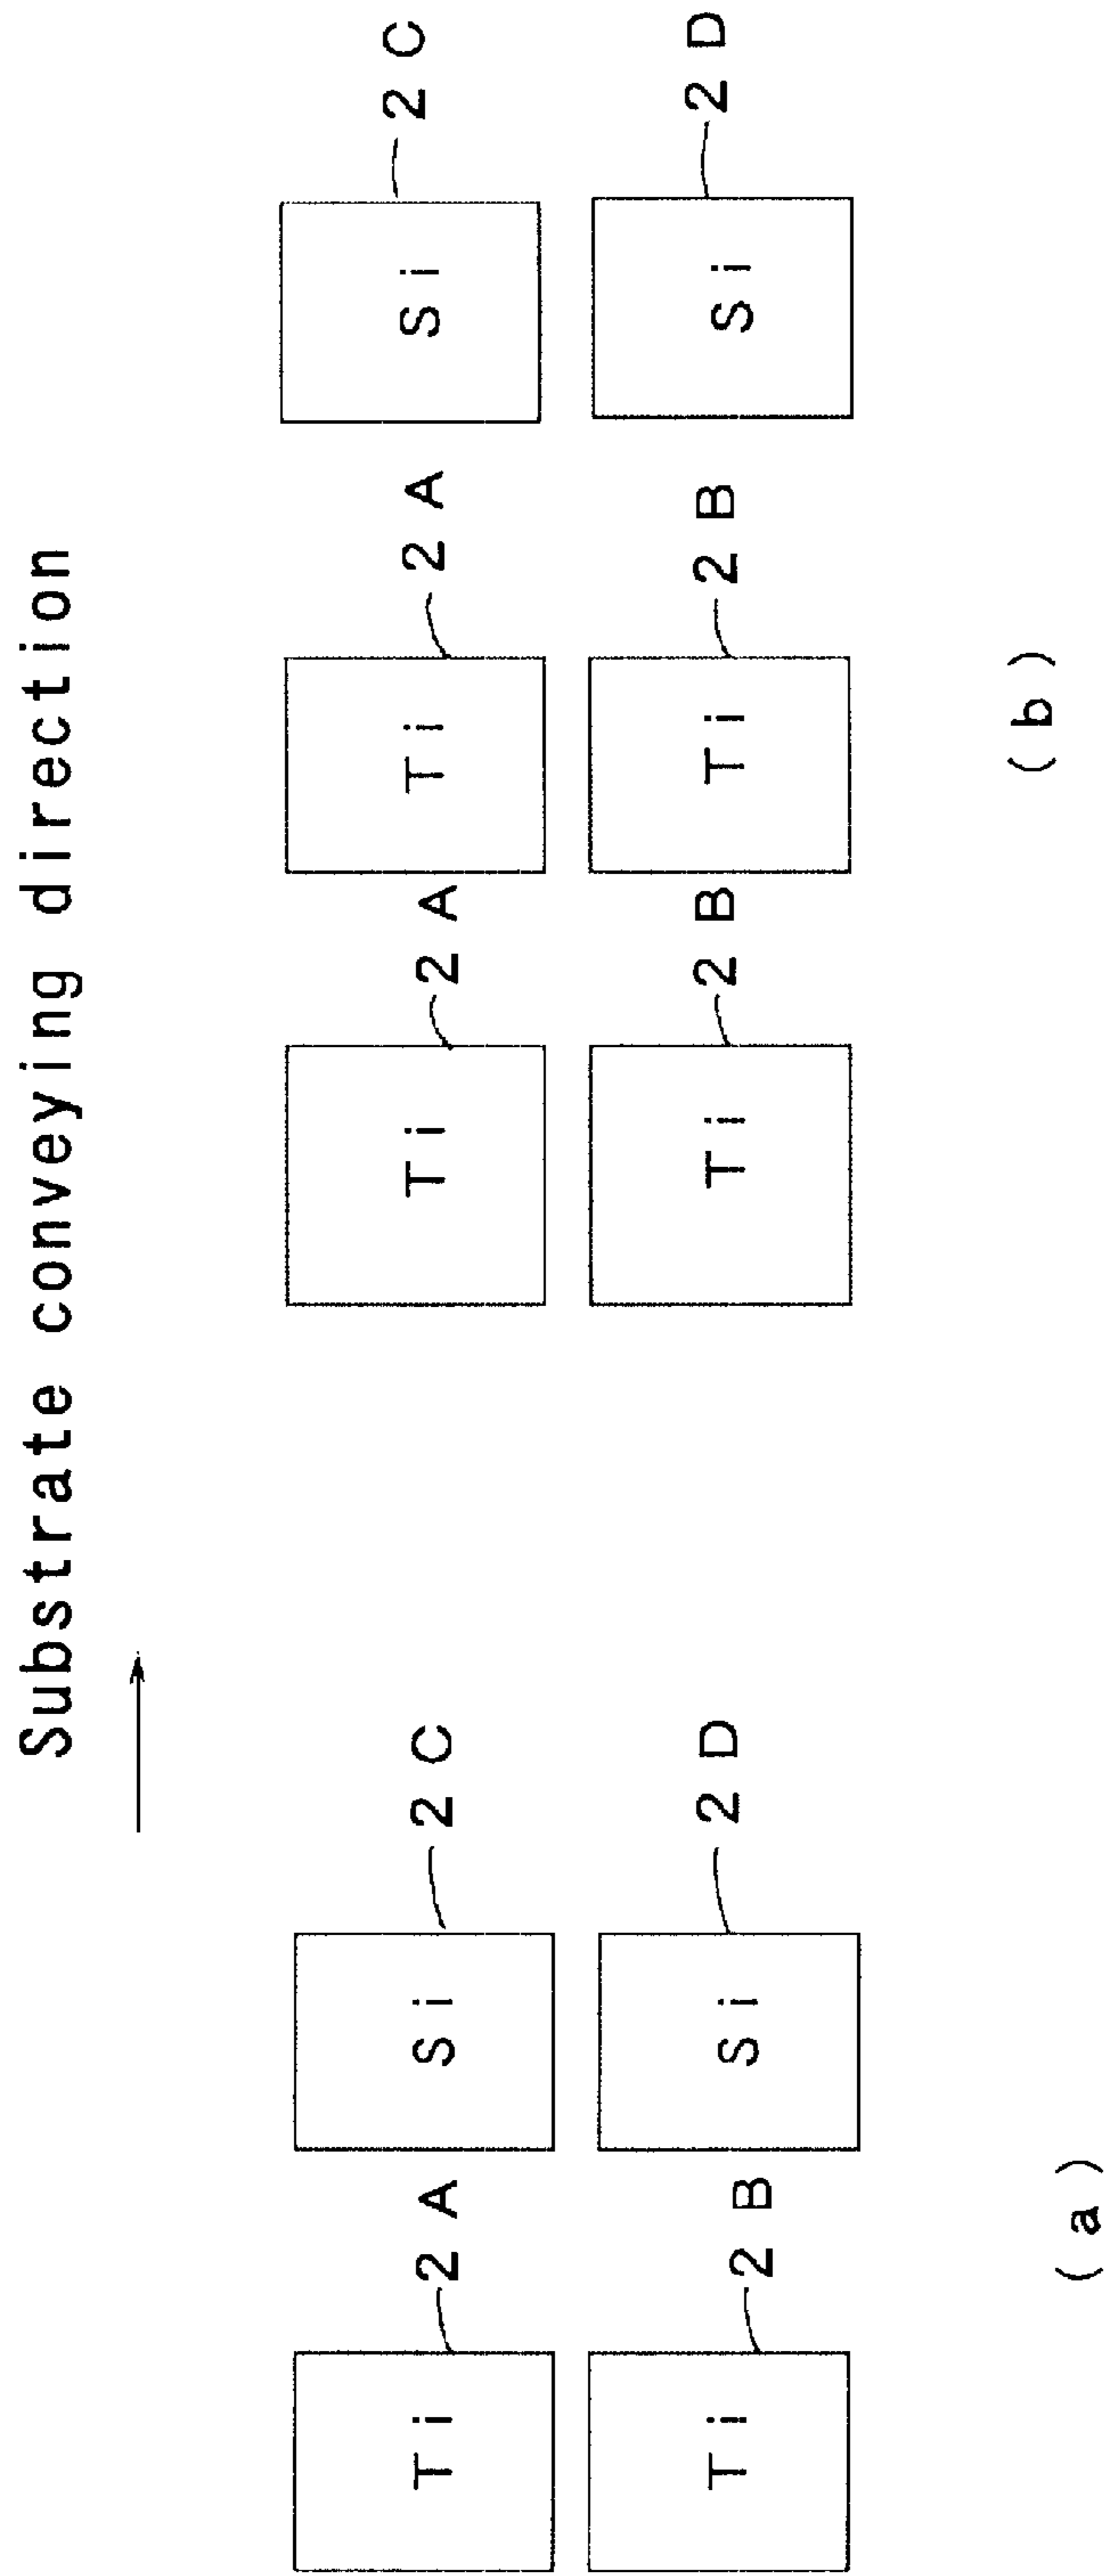 Substrate conveying direction
Ti 2A Si 2C
Ti 2B Si 2D
(a)
Ti 2A Ti 2A Si 2C
Ti 2B Ti 2B Si 2D
(b)